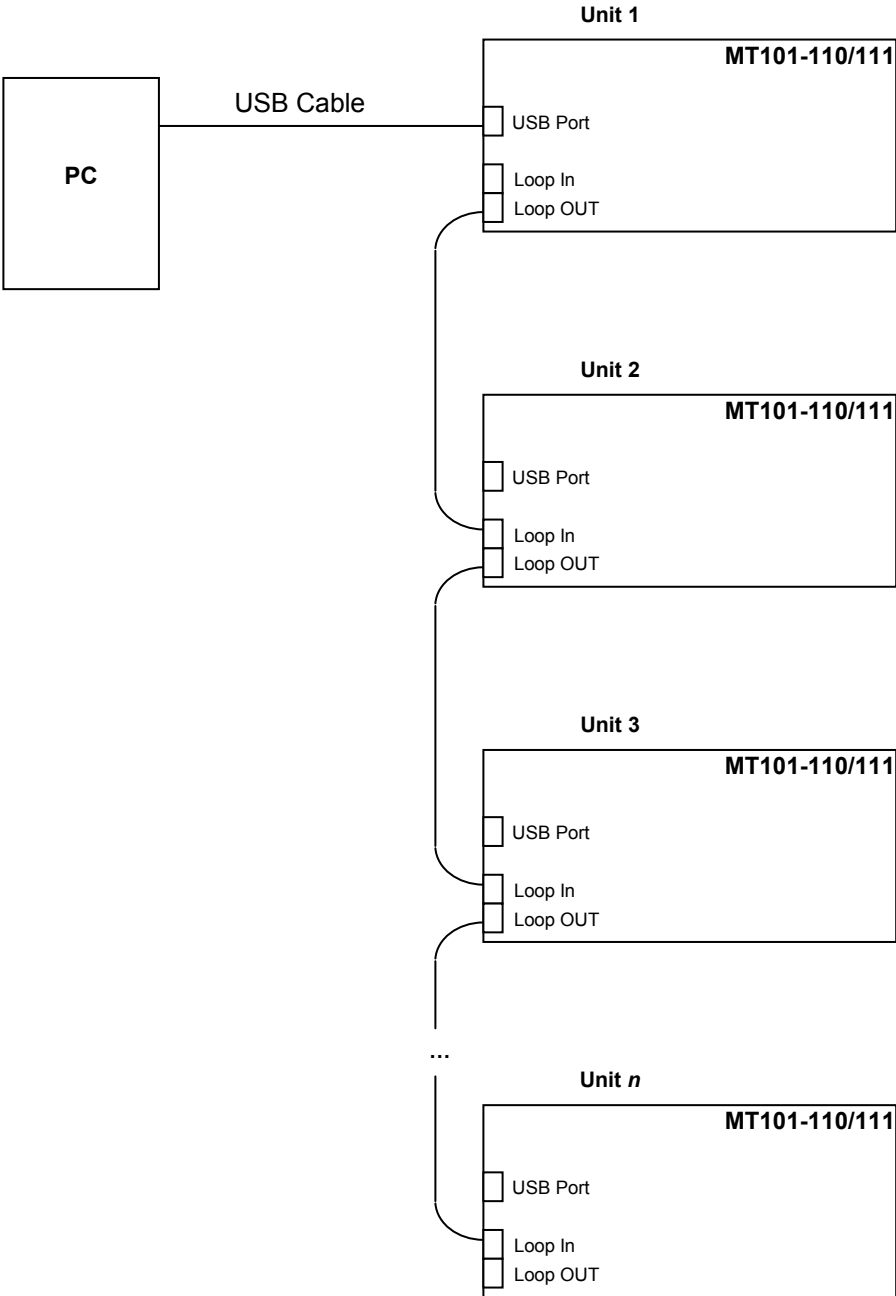 Unit 1
MT101-110/111
USB Cable
USB Port
PC
Loop In
Loop OUT
Unit 2
MT101-110/111
USB Port
Loop In
Loop OUT
Unit 3
MT101-110/111
USB Port
Loop In
Loop OUT
...
Unit n
MT101-110/111
USB Port
Loop In
Loop OUT